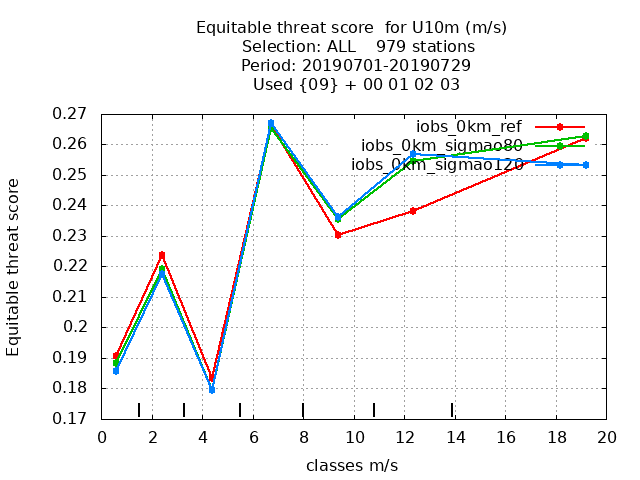 Equitable threat score  for U10m (m/s)
Selection: ALL    979 stations
Period: 20190701-20190729
Used {09} + 00 01 02 03
iobs_0km_ref
iobs_0km_sigmao80
iobs_0km_sigmao120
Equitable threat score
0.27
0.26
0.25
0.24
0.23
0.22
0.21
0.2
0.19
0.18
0.17
0 2 4 6 8 10 12 14 16 18 20
classes m/s